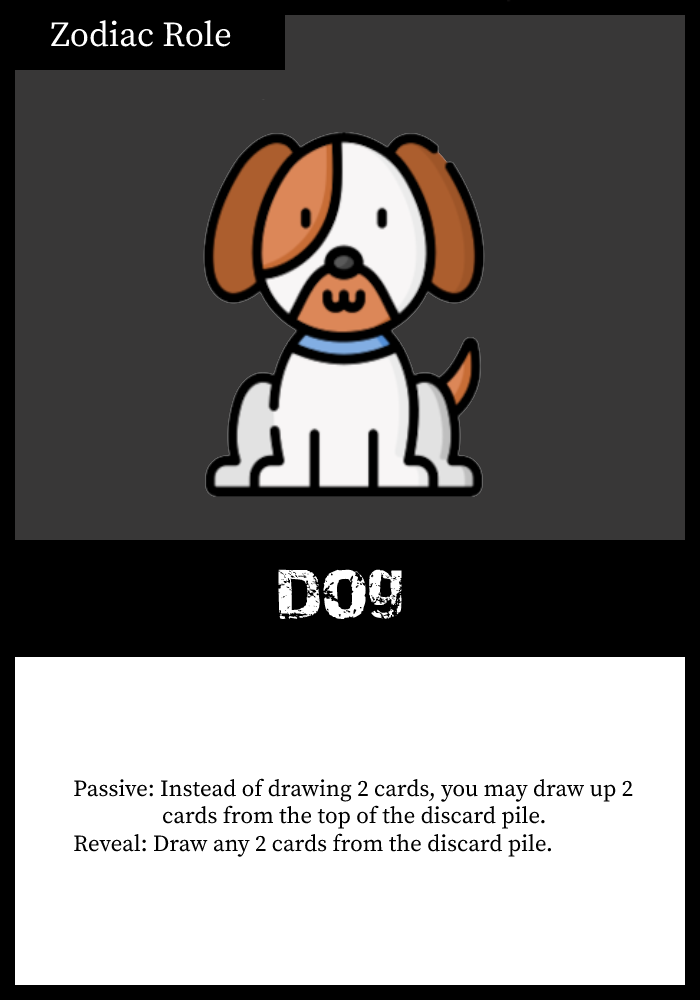 Zodiac Role
Dog
Passive: Instead of drawing 2 cards, you may draw up 2
cards from the top of the discard pile.
Reveal: Draw any 2 cards from the discard pile.